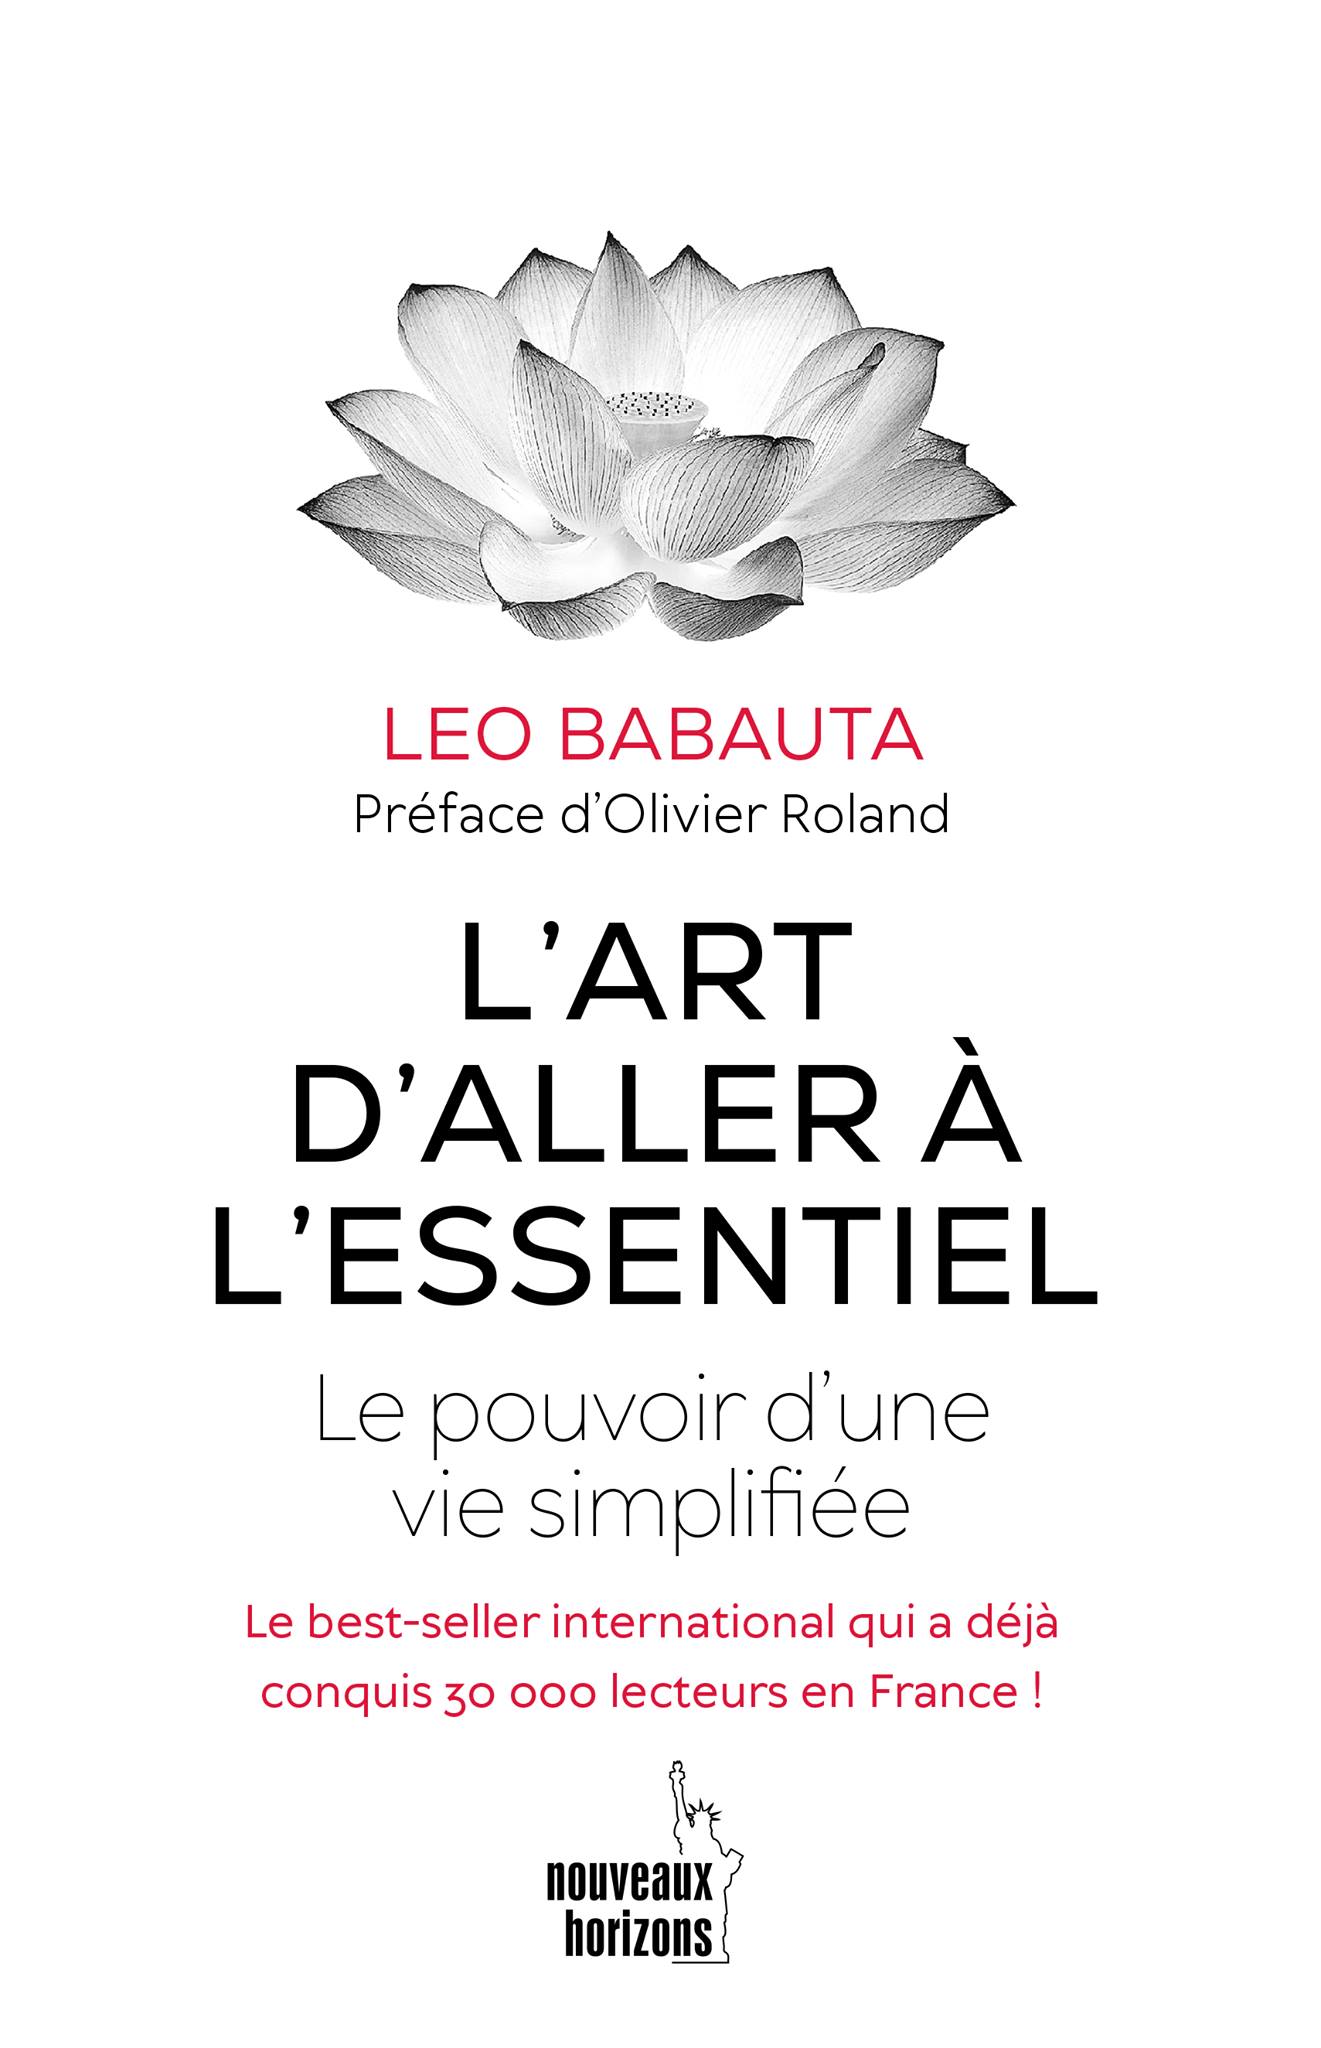 LEO BABAUTA
Préface d’Olivier Roland
L’ART
D’ALLER À
L’ESSENTIEL
Le pouvoir d’une
vie simplifiée
Le best-seller international qui a déjà
conquis 30 000 lecteurs en France !
nouveaux
horizons